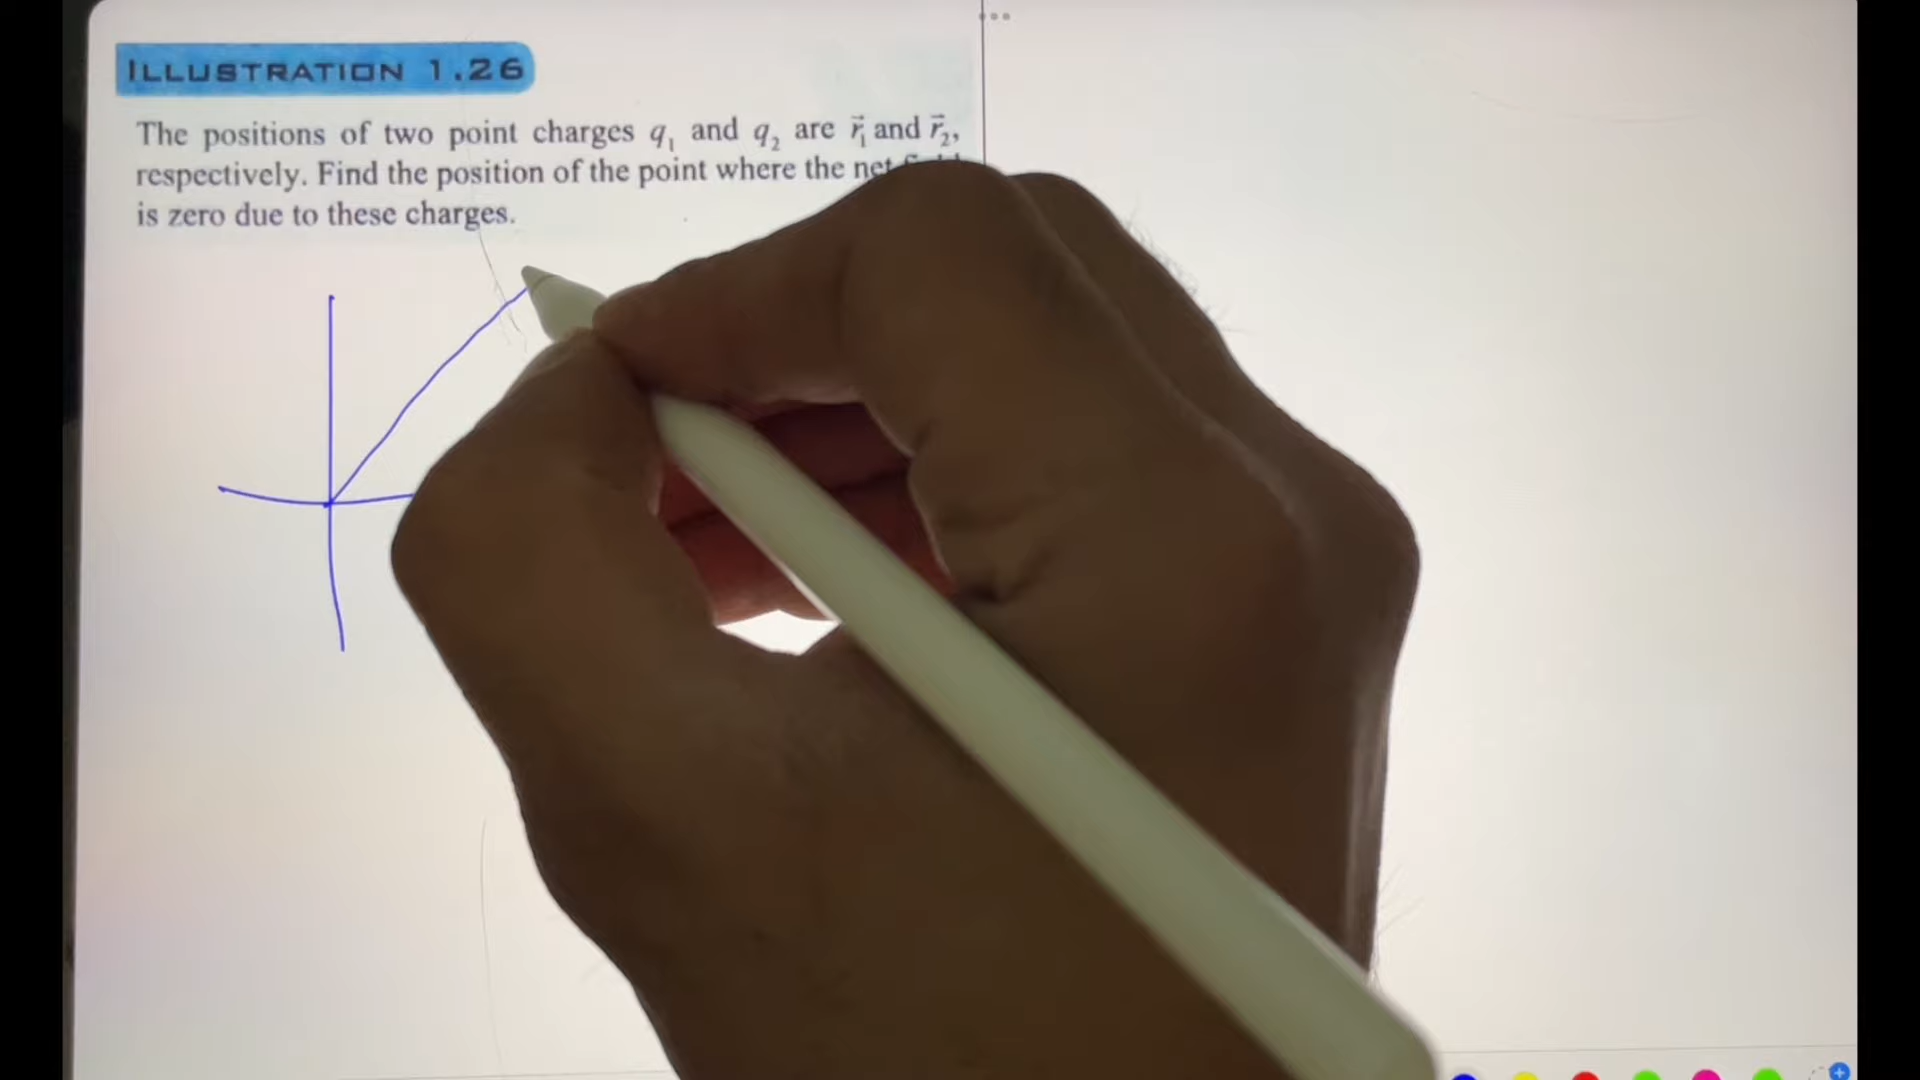 ILLUSTRATION 1.26
The positions of two point charges q₁ and q₂ are r⃗₁ and r⃗₂,
respectively. Find the position of the point where the net
is zero due to these charges.